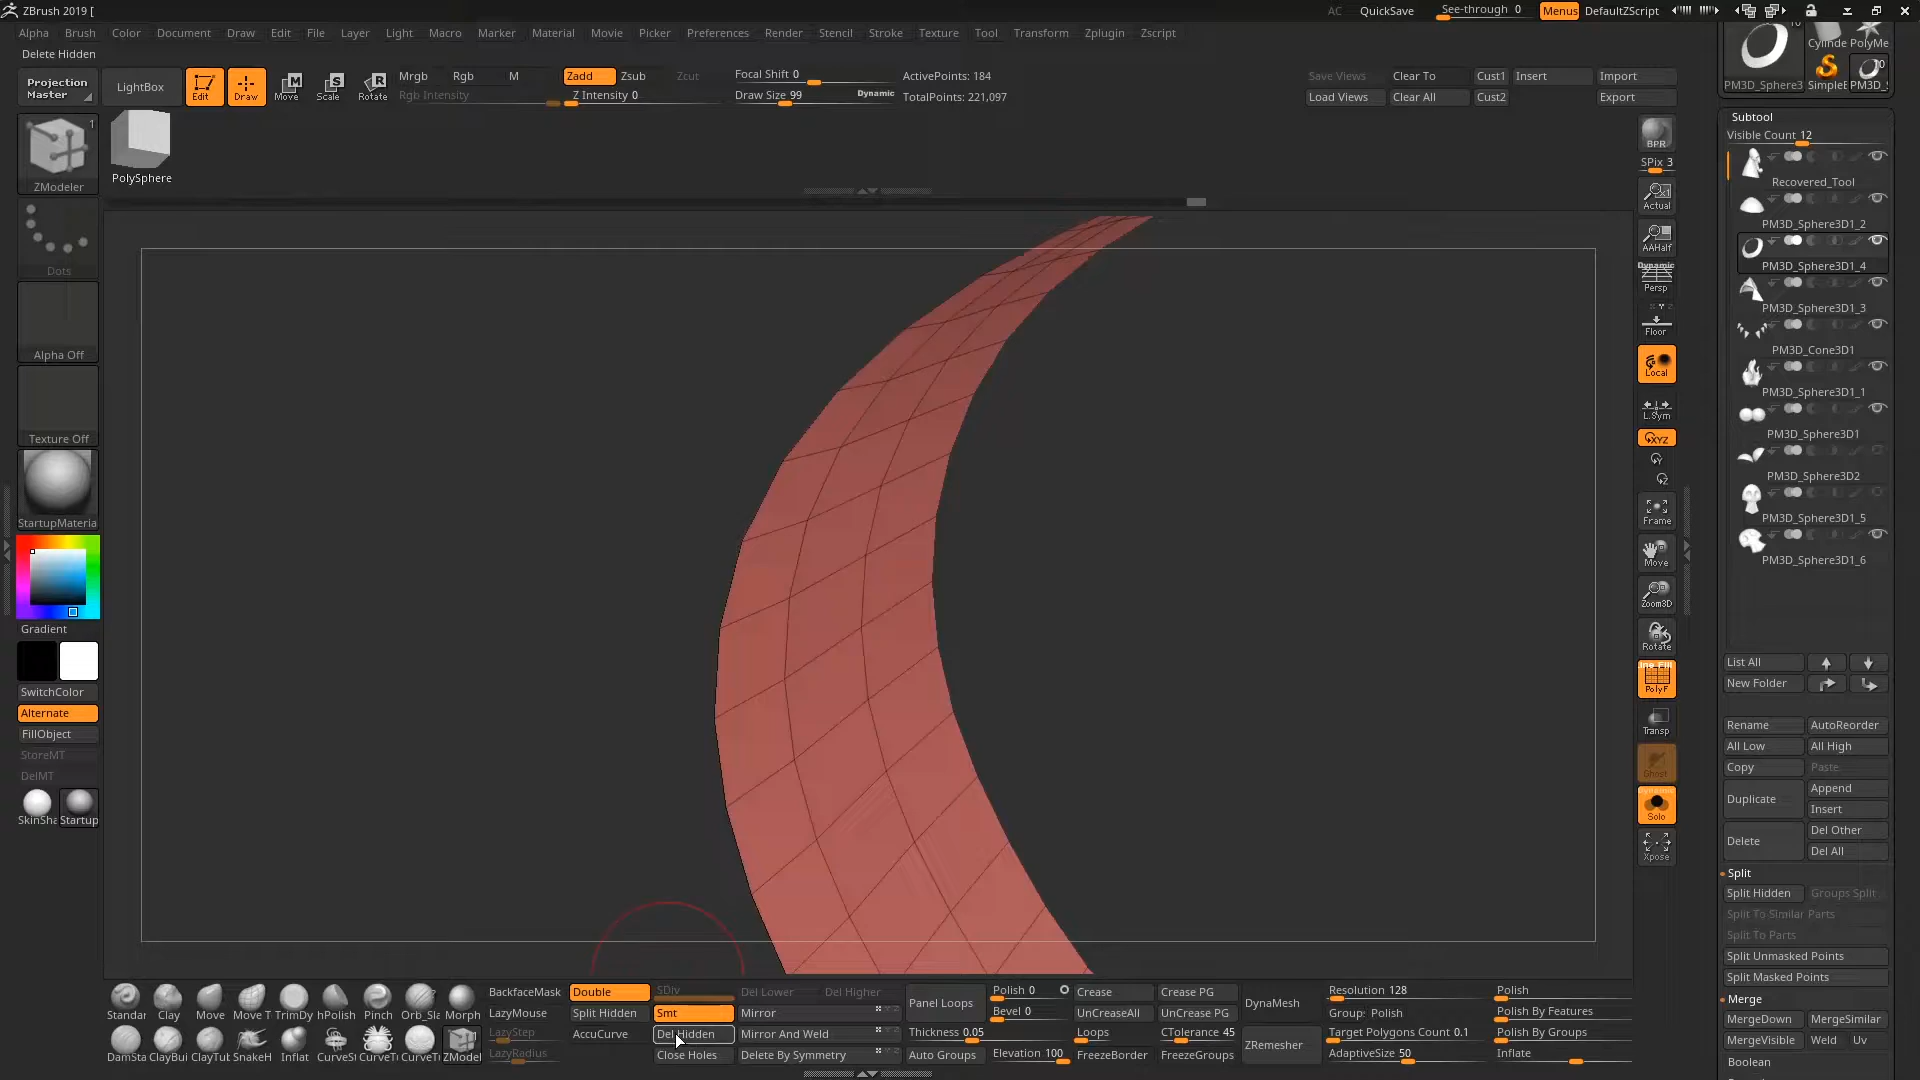 ZBrush 2019 [
AC QuickSave See-through 0 Menus DefaultZScript
Alpha Brush Color Document Draw Edit File Layer Light Macro Marker Material Movie Picker Preferences Render Stencil Stroke Texture Tool Transform Zplugin Zscript
Delete Hidden
Projection Master
LightBox
Edit Draw Move Scale Rotate
Mrgb Rgb M
Rgb Intensity
Zadd Zsub Zcut
Z Intensity 0
Focal Shift 0
Draw Size 99 Dynamic
ActivePoints: 184
TotalPoints: 221,097
Save Views Clear To Cust1 Insert Import
Load Views Clear All Cust2 Export
Cylinde PolyMe
PM3D_Sphere3 SimpleB PM3D_S
1
ZModeler
PolySphere
Dots
Alpha Off
Texture Off
StartupMateria
Gradient
SwitchColor
Alternate
FillObject
StoreMT
DelMT
SkinSha Startup
BPR
SPix 3
Actual
AAHalf
Dynamic
Persp
Floor
Local
L.Sym
XYZ
Frame
Move
Zoom3D
Rotate
Line Fill
PolyF
Transp
Ghost
Dynamic
Solo
Xpose
Subtool
Visible Count 12
Recovered_Tool
PM3D_Sphere3D1_2
PM3D_Sphere3D1_4
PM3D_Sphere3D1_3
PM3D_Cone3D1
PM3D_Sphere3D1_1
PM3D_Sphere3D1
PM3D_Sphere3D2
PM3D_Sphere3D1_5
PM3D_Sphere3D1_6
List All
New Folder
Rename AutoReorder
All Low All High
Copy Paste
Duplicate Append
Insert
Delete Del Other
Del All
Split
Split Hidden Groups Split
Split To Similar Parts
Split To Parts
Split Unmasked Points
Split Masked Points
Merge
MergeDown MergeSimilar
MergeVisible Weld Uv
Boolean
Standar Clay Move Move T TrimDy hPolish Pinch Orb_Sla Morph
DamSta ClayBui ClayTub SnakeH Inflat CurveSt CurveTr CurveTu ZModel
BackfaceMask
LazyMouse
LazyStep
LazyRadius
Double SDiv Del Lower Del Higher
Split Hidden Smt Mirror
AccuCurve Del Hidden Mirror And Weld
Close Holes Delete By Symmetry
Panel Loops Polish 0
Bevel 0
Thickness 0.05
Auto Groups Elevation 100
Crease Crease PG
UnCreaseAll UnCrease PG
Loops CTolerance 45
FreezeBorder FreezeGroups
DynaMesh
ZRemesher
Resolution 128
Group: Polish
Target Polygons Count 0.1
AdaptiveSize 50
Polish
Polish By Features
Polish By Groups
Inflate